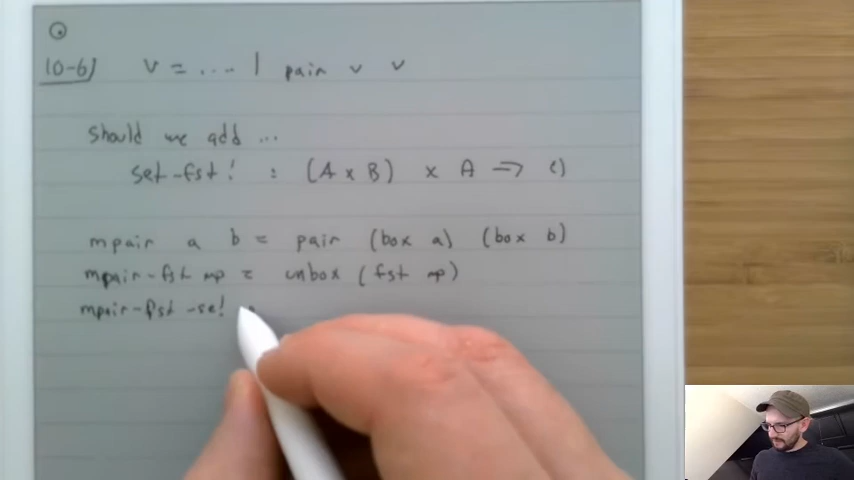 10-6) v = .... | pair v v
should we add ...
set-fst! : (A x B) x A -> ()
mpair a b = pair (box a) (box b)
mpair-fst mp = unbox (fst mp)
mpair-fst-se!